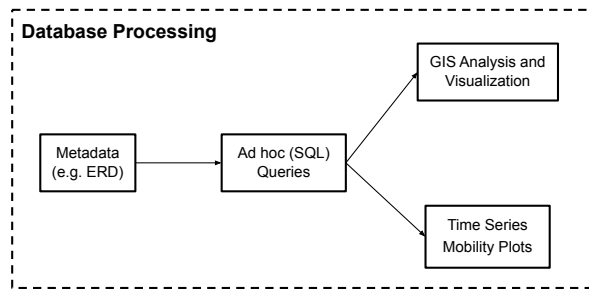 Database Processing
GIS Analysis and
Visualization
Metadata
(e.g. ERD)
Ad hoc (SQL)
Queries
Time Series
Mobility Plots